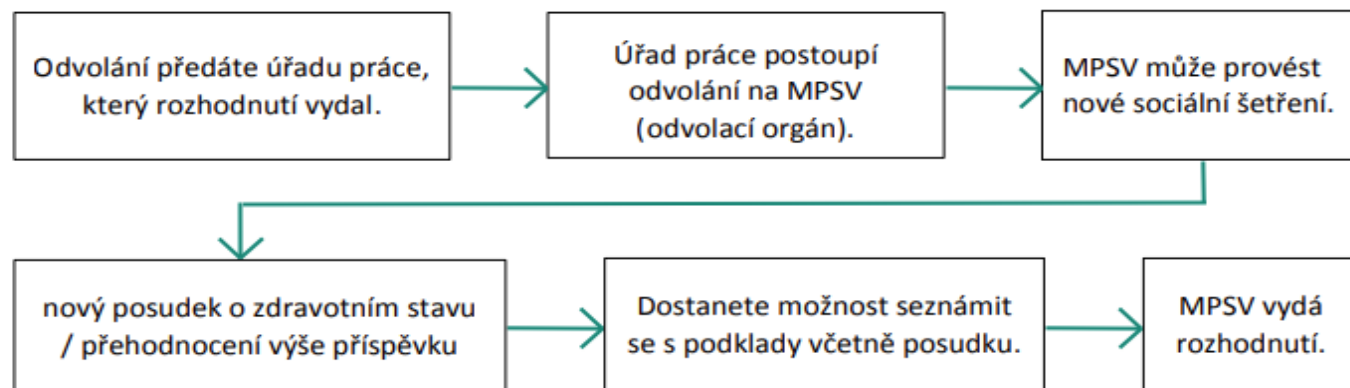 Odvolání předáte úřadu práce,
který rozhodnutí vydal.
Úřad práce postoupí
odvolání na MPSV
(odvolací orgán).
MPSV může provést
nové sociální šetření.
nový posudek o zdravotním stavu
/ přehodnocení výše příspěvku
Dostanete možnost seznámit
se s podklady včetně posudku.
MPSV vydá
rozhodnutí.